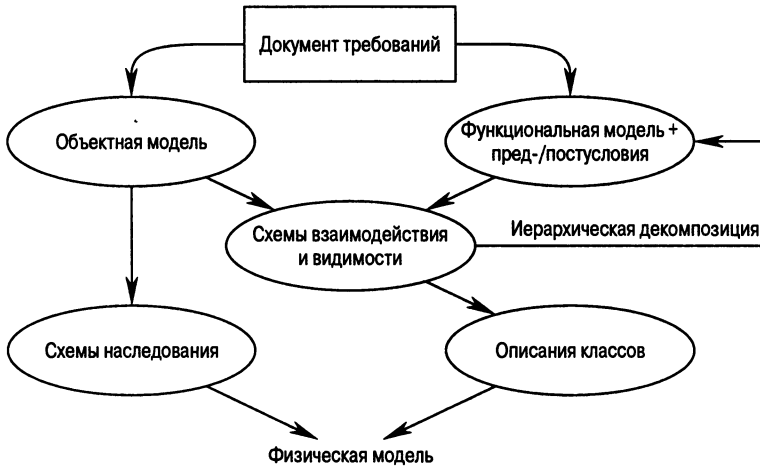 Документ требований
Объектная модель
Функциональная модель +
пред-/постусловия
Схемы взаимодействия
и видимости
Иерархическая декомпозиция
Схемы наследования
Описания классов
Физическая модель